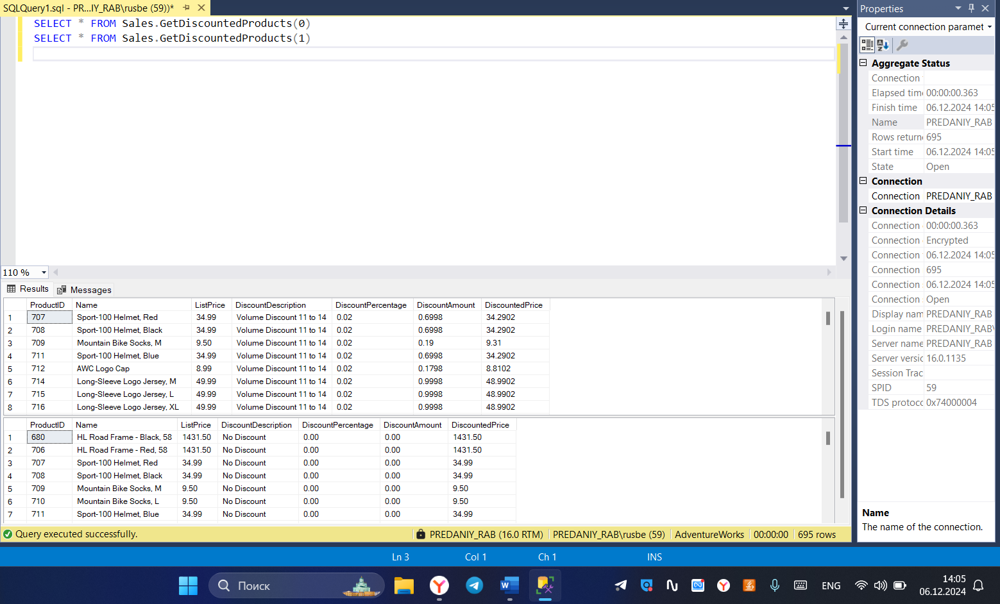 SQLQuery1.sql - PR...IY_RAB\rusbe (59))*
SELECT * FROM Sales.GetDiscountedProducts(0)
SELECT * FROM Sales.GetDiscountedProducts(1)
110 %
Results Messages
ProductID Name ListPrice DiscountDescription DiscountPercentage DiscountAmount DiscountedPrice
1 707 Sport-100 Helmet, Red 34.99 Volume Discount 11 to 14 0.02 0.6998 34.2902
2 708 Sport-100 Helmet, Black 34.99 Volume Discount 11 to 14 0.02 0.6998 34.2902
3 709 Mountain Bike Socks, M 9.50 Volume Discount 11 to 14 0.02 0.19 9.31
4 711 Sport-100 Helmet, Blue 34.99 Volume Discount 11 to 14 0.02 0.6998 34.2902
5 712 AWC Logo Cap 8.99 Volume Discount 11 to 14 0.02 0.1798 8.8102
6 714 Long-Sleeve Logo Jersey, M 49.99 Volume Discount 11 to 14 0.02 0.9998 48.9902
7 715 Long-Sleeve Logo Jersey, L 49.99 Volume Discount 11 to 14 0.02 0.9998 48.9902
8 716 Long-Sleeve Logo Jersey, XL 49.99 Volume Discount 11 to 14 0.02 0.9998 48.9902
ProductID Name ListPrice DiscountDescription DiscountPercentage DiscountAmount DiscountedPrice
1 680 HL Road Frame - Black, 58 1431.50 No Discount 0.00 0.00 1431.50
2 706 HL Road Frame - Red, 58 1431.50 No Discount 0.00 0.00 1431.50
3 707 Sport-100 Helmet, Red 34.99 No Discount 0.00 0.00 34.99
4 708 Sport-100 Helmet, Black 34.99 No Discount 0.00 0.00 34.99
5 709 Mountain Bike Socks, M 9.50 No Discount 0.00 0.00 9.50
6 710 Mountain Bike Socks, L 9.50 No Discount 0.00 0.00 9.50
7 711 Sport-100 Helmet, Blue 34.99 No Discount 0.00 0.00 34.99
Query executed successfully. PREDANIY_RAB (16.0 RTM) PREDANIY_RAB\rusbe (59) AdventureWorks 00:00:00 695 rows
Properties
Current connection paramet
Aggregate Status
Connection
Elapsed tim 00:00:00.363
Finish time 06.12.2024 14:05
Name PREDANIY_RAB
Rows return 695
Start time 06.12.2024 14:05
State Open
Connection
Connection PREDANIY_RAB
Connection Details
Connection 00:00:00.363
Connection Encrypted
Connection 06.12.2024 14:05
Connection 695
Connection 06.12.2024 14:05
Connection Open
Display nam PREDANIY_RAB
Login name PREDANIY_RAB\
Server name PREDANIY_RAB
Server versic 16.0.1135
Session Trac
SPID 59
TDS protoc 0x74000004
Name
The name of the connection.
Ln 3 Col 1 Ch 1 INS
Поиск
ENG
14:05
06.12.2024